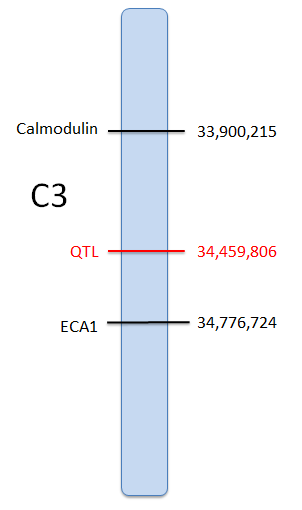 Calmodulin 33,900,215
C3
QTL 34,459,806
ECA1 34,776,724